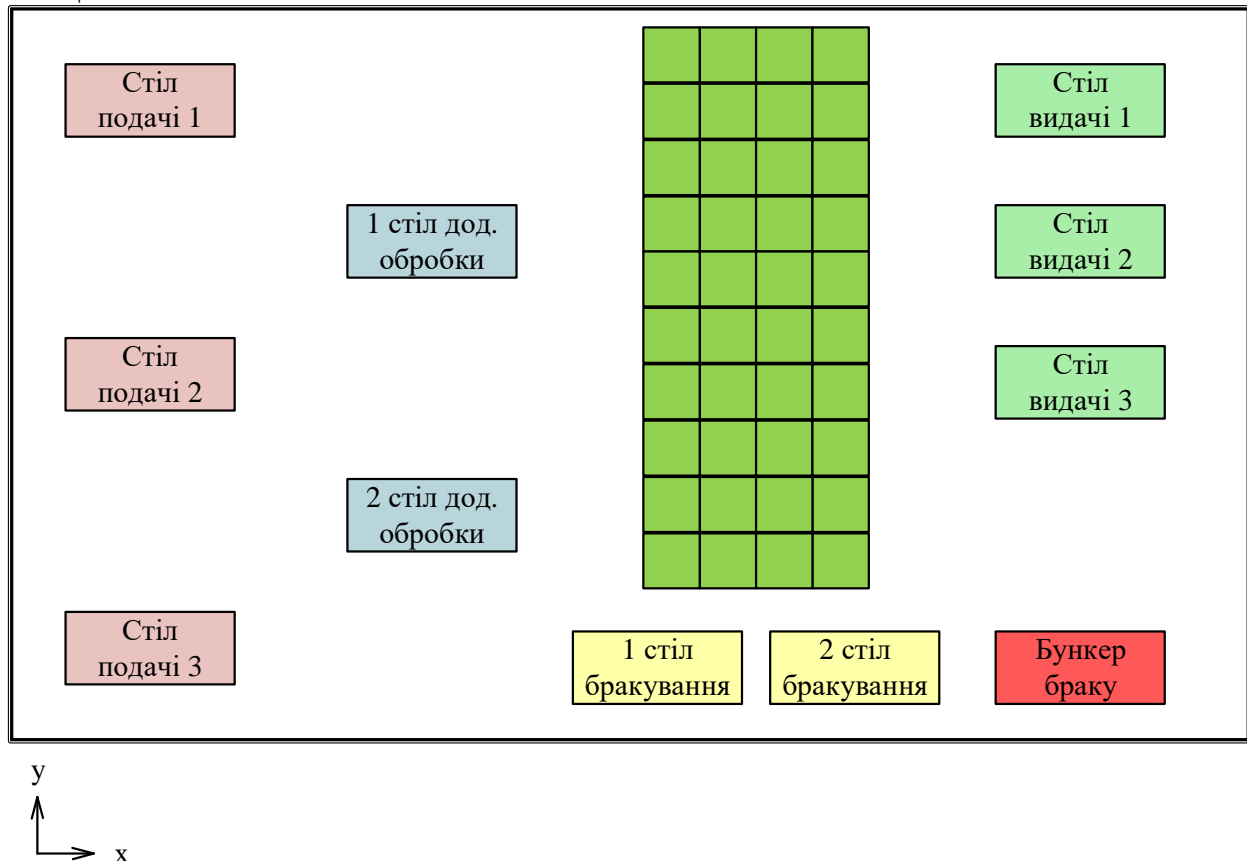 Стіл
подачі 1
Стіл
видачі 1
1 стіл дод.
обробки
Стіл
видачі 2
Стіл
подачі 2
Стіл
видачі 3
2 стіл дод.
обробки
Стіл
подачі 3
1 стіл
бракування
2 стіл
бракування
Бункер
браку
y
x